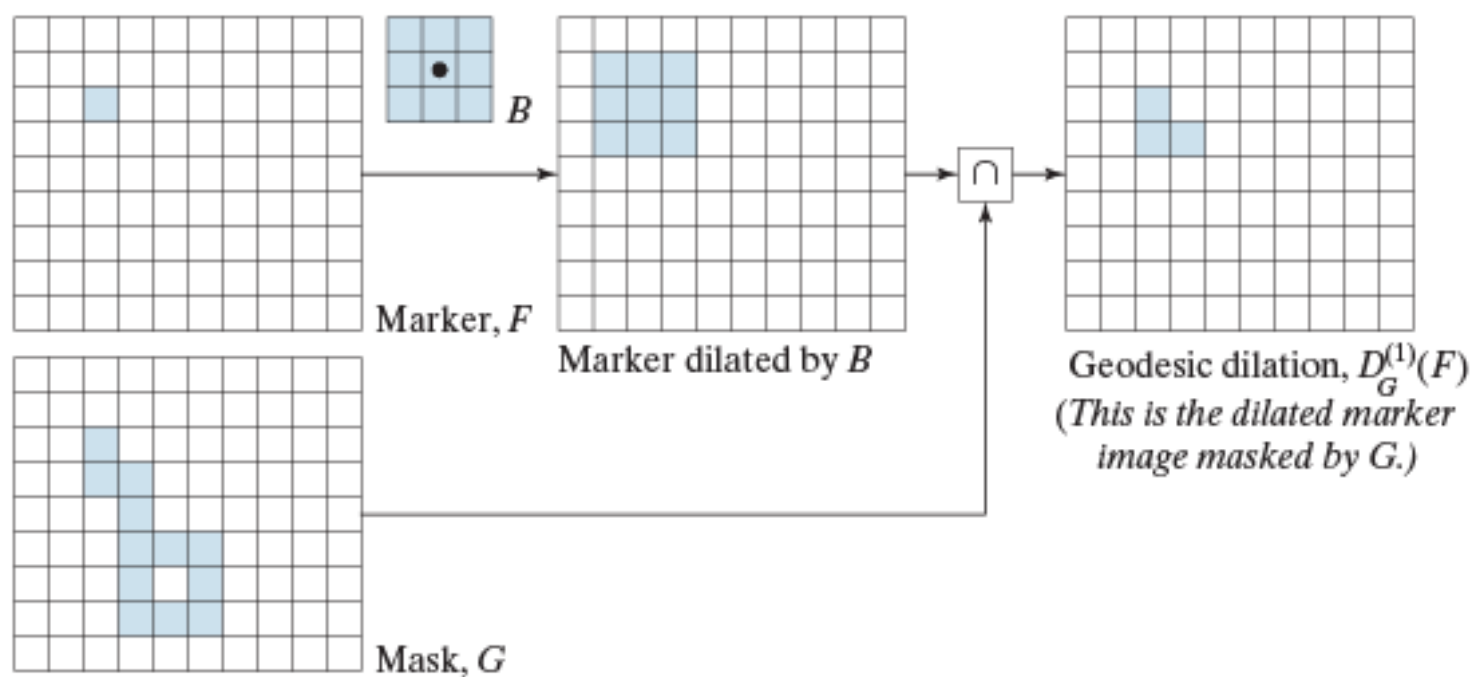 B
∩
Marker, F
Marker dilated by B
Geodesic dilation, D_G^{(1)}(F)
(This is the dilated marker
image masked by G.)
Mask, G